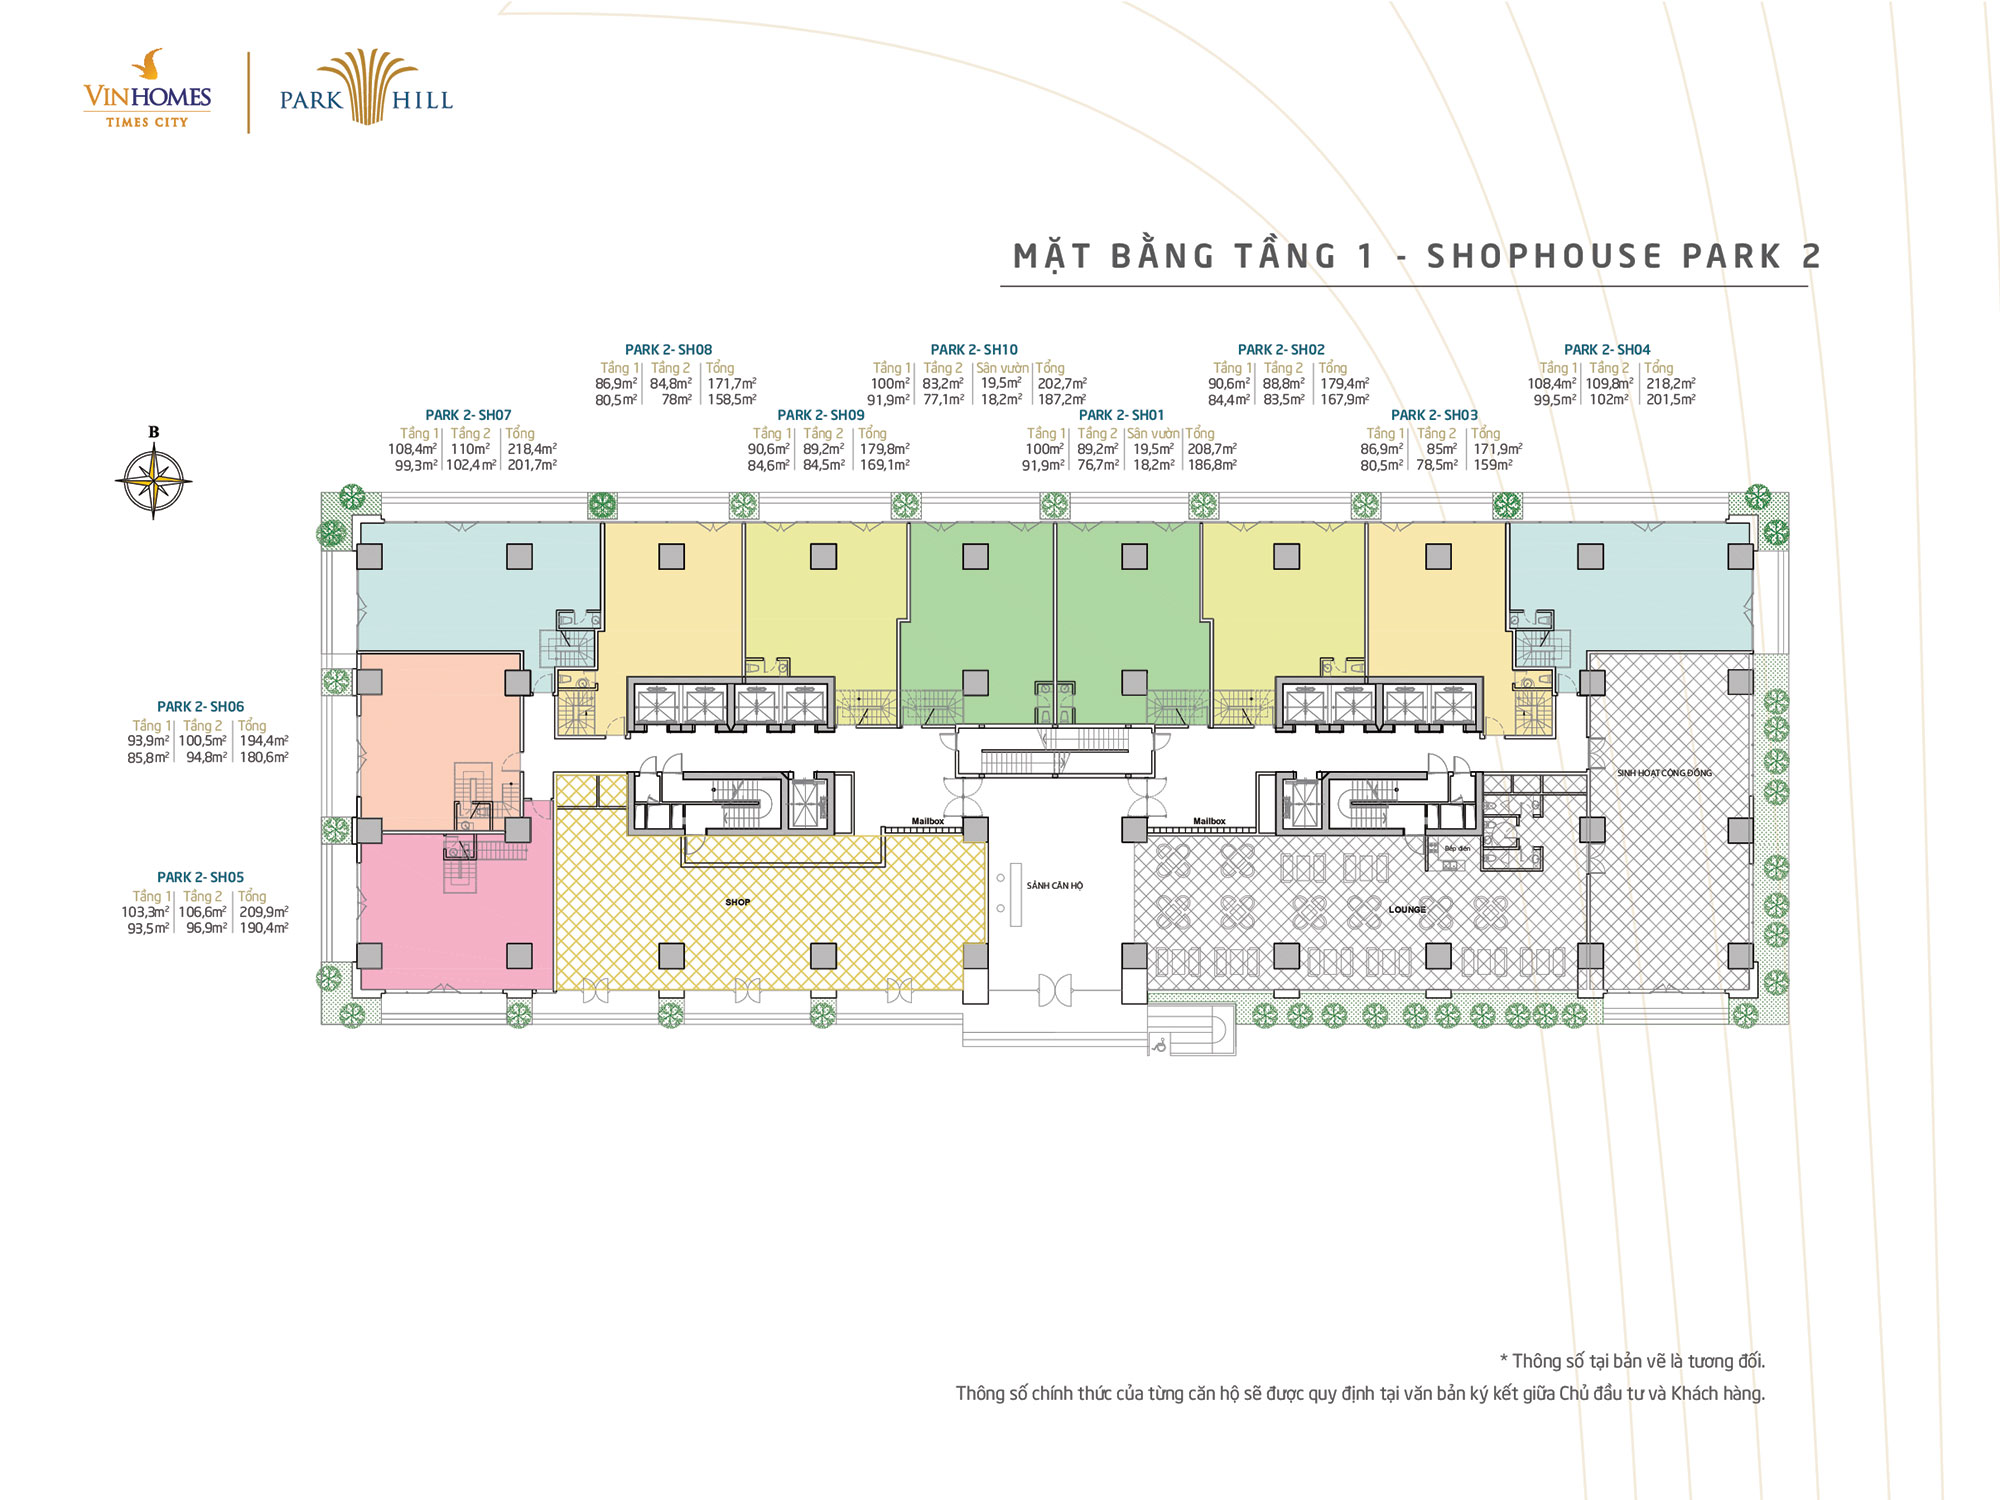 VINHOMES
TIMES CITY
PARK HILL
MẶT BẰNG TẦNG 1 - SHOPHOUSE PARK 2
PARK 2- SH08
Tầng 1 Tầng 2 Tổng
86,9m² 84,8m² 171,7m²
80,5m² 78m² 158,5m²
PARK 2- SH10
Tầng 1 Tầng 2 Sân vườn Tổng
100m² 83,2m² 19,5m² 202,7m²
91,9m² 77,1m² 18,2m² 187,2m²
PARK 2- SH02
Tầng 1 Tầng 2 Tổng
90,6m² 88,8m² 179,4m²
84,4m² 83,5m² 167,9m²
PARK 2- SH04
Tầng 1 Tầng 2 Tổng
108,4m² 109,8m² 218,2m²
99,5m² 102m² 201,5m²
PARK 2- SH07
Tầng 1 Tầng 2 Tổng
108,4m² 110m² 218,4m²
99,3m² 102,4m² 201,7m²
PARK 2- SH09
Tầng 1 Tầng 2 Tổng
90,6m² 89,2m² 179,8m²
84,6m² 84,5m² 169,1m²
PARK 2- SH01
Tầng 1 Tầng 2 Sân vườn Tổng
100m² 89,2m² 19,5m² 208,7m²
91,9m² 76,7m² 18,2m² 186,8m²
PARK 2- SH03
Tầng 1 Tầng 2 Tổng
86,9m² 85m² 171,9m²
80,5m² 78,5m² 159m²
B
PARK 2- SH06
Tầng 1 Tầng 2 Tổng
93,9m² 100,5m² 194,4m²
85,8m² 94,8m² 180,6m²
PARK 2- SH05
Tầng 1 Tầng 2 Tổng
103,3m² 106,6m² 209,9m²
93,5m² 96,9m² 190,4m²
SINH HOẠT CỘNG ĐỒNG
Mailbox
Mailbox
Bếp điện
SẢNH CĂN HỘ
SHOP
LOUNGE
* Thông số tại bản vẽ là tương đối.
Thông số chính thức của từng căn hộ sẽ được quy định tại văn bản ký kết giữa Chủ đầu tư và Khách hàng.